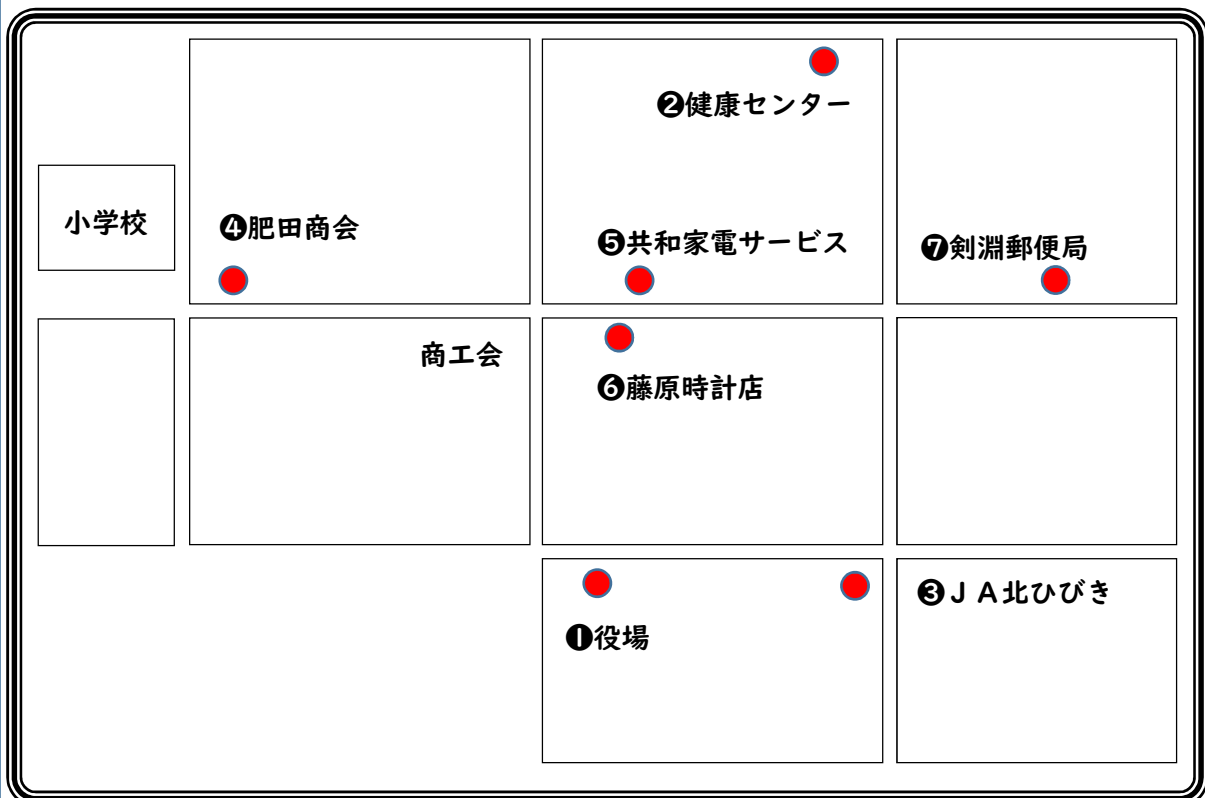 ❷健康センター
小学校
❹肥田商会
❺共和家電サービス
❼剣淵郵便局
商工会
❻藤原時計店
❸ＪＡ北ひびき
❶役場